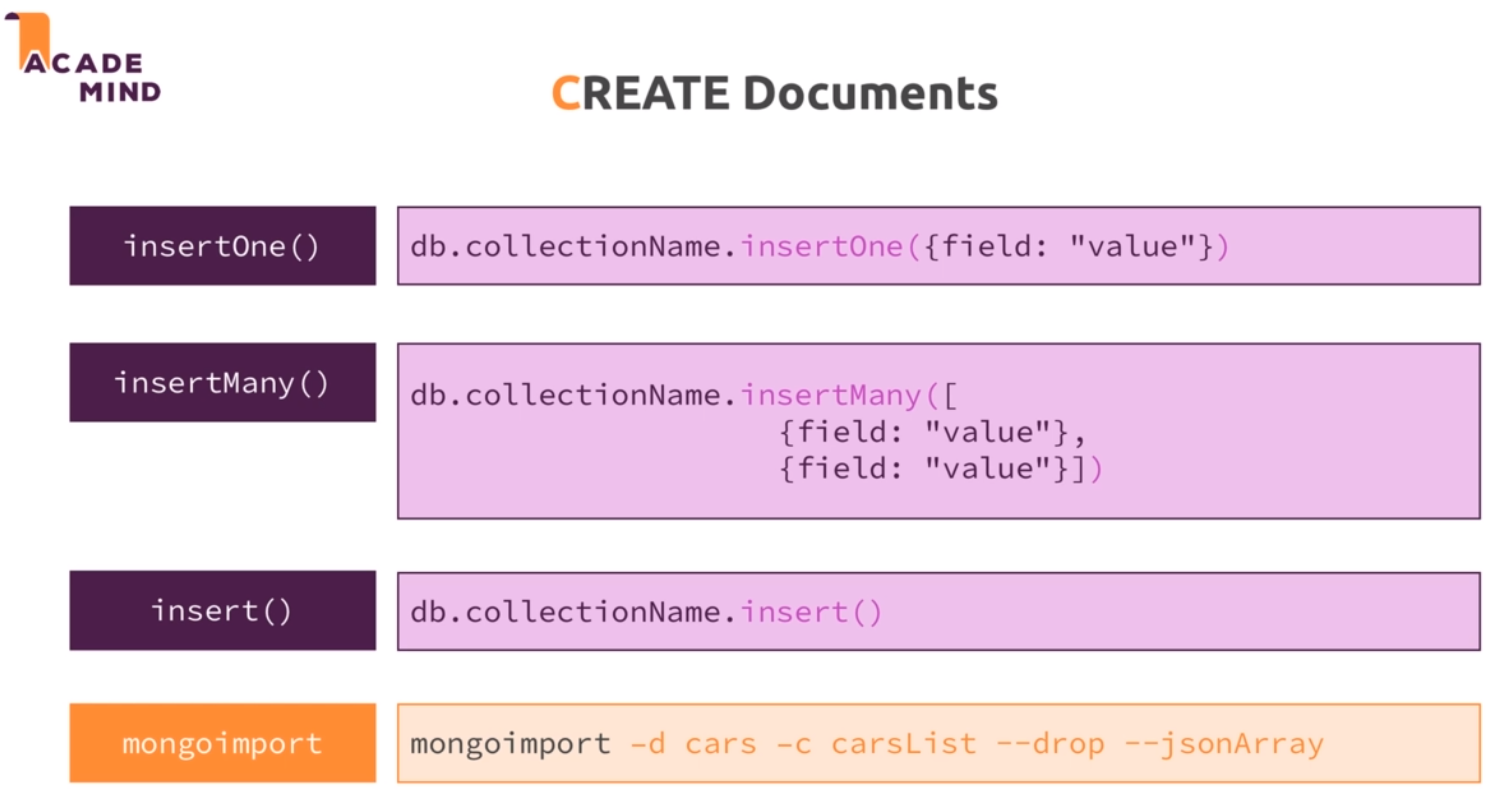 ACADE
MIND
CREATE Documents
insertOne()
db.collectionName.insertOne({field: "value"})
insertMany()
db.collectionName.insertMany([
{field: "value"},
{field: "value"}])
insert()
db.collectionName.insert()
mongoimport
mongoimport –d cars –c carsList --drop --jsonArray